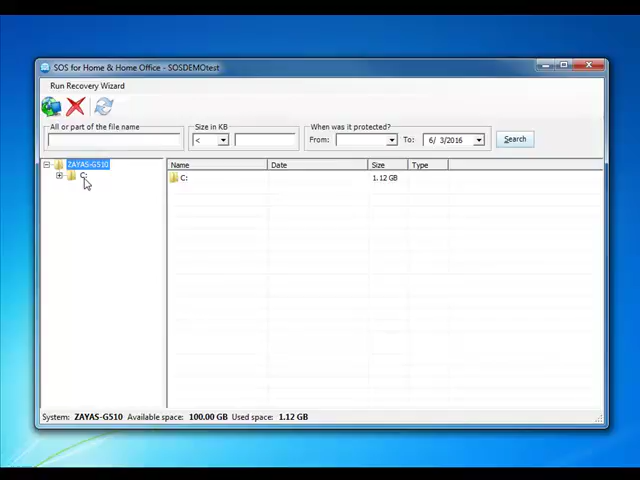 SOS for Home & Home Office - SOSDEMOtest
Run Recovery Wizard
All or part of the file name
Size in KB
When was it protected?
< From: To: 6/ 3/2016 Search
ZAYAS-G510
C:
Name Date Size Type
C: 1.12 GB
System: ZAYAS-G510 Available space: 100.00 GB Used space: 1.12 GB